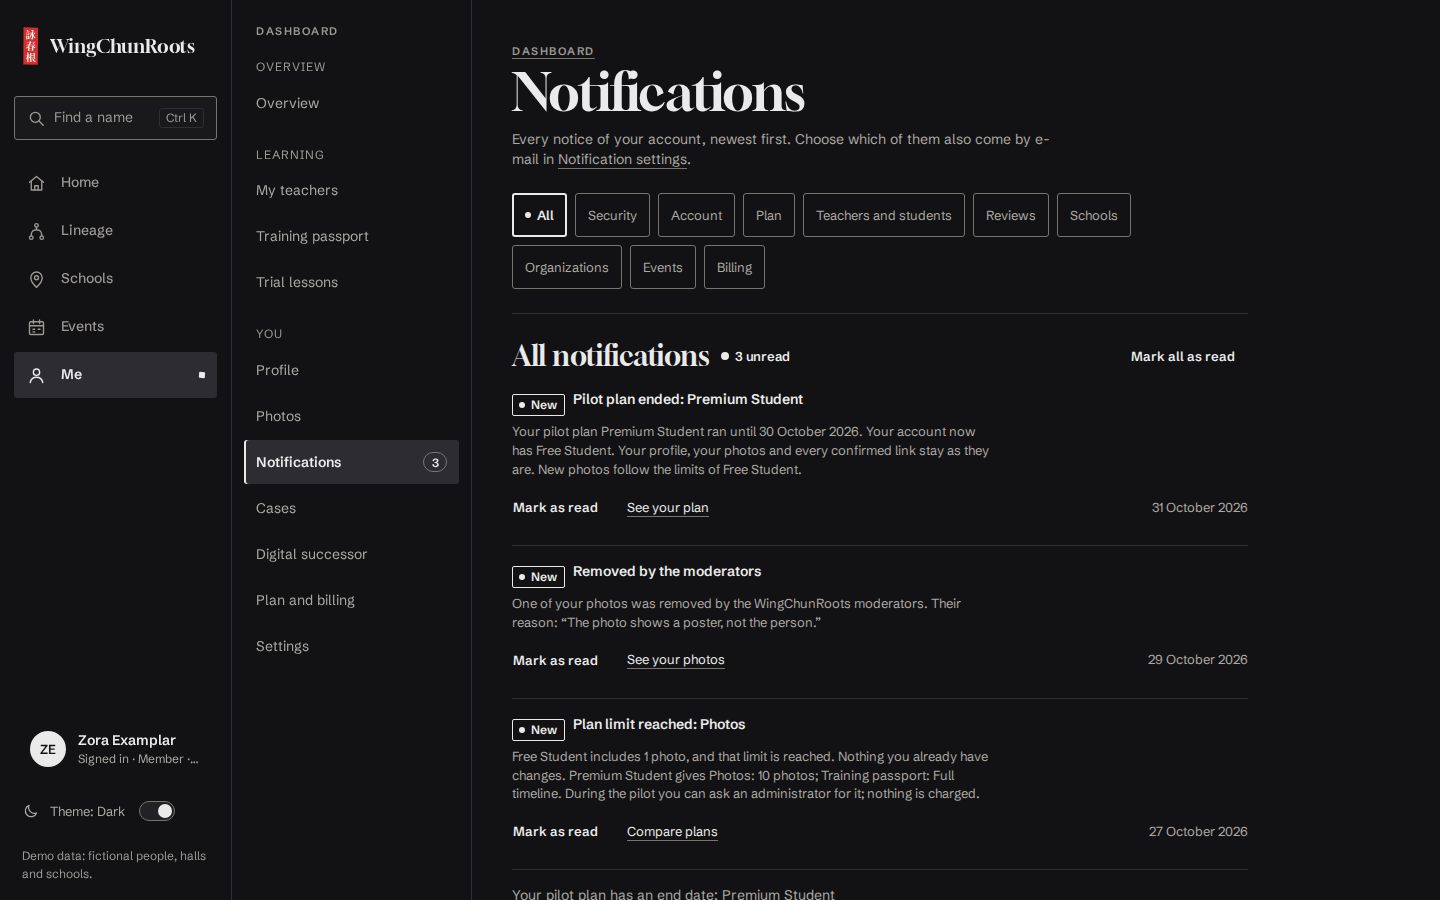 詠春根
WingChunRoots
Find a name
Ctrl K
Home
Lineage
Schools
Events
Me
ZE
Zora Examplar
Signed in · Member ·…
Theme: Dark
Demo data: fictional people, halls
and schools.
DASHBOARD
OVERVIEW
Overview
LEARNING
My teachers
Training passport
Trial lessons
YOU
Profile
Photos
Notifications 3
Cases
Digital successor
Plan and billing
Settings
DASHBOARD
Notifications
Every notice of your account, newest first. Choose which of them also come by e-
mail in Notification settings.
All Security Account Plan Teachers and students Reviews Schools
Organizations Events Billing
All notifications 3 unread Mark all as read
New Pilot plan ended: Premium Student
Your pilot plan Premium Student ran until 30 October 2026. Your account now
has Free Student. Your profile, your photos and every confirmed link stay as they
are. New photos follow the limits of Free Student.
Mark as read See your plan 31 October 2026
New Removed by the moderators
One of your photos was removed by the WingChunRoots moderators. Their
reason: “The photo shows a poster, not the person.”
Mark as read See your photos 29 October 2026
New Plan limit reached: Photos
Free Student includes 1 photo, and that limit is reached. Nothing you already have
changes. Premium Student gives Photos: 10 photos; Training passport: Full
timeline. During the pilot you can ask an administrator for it; nothing is charged.
Mark as read Compare plans 27 October 2026
Your pilot plan has an end date: Premium Student